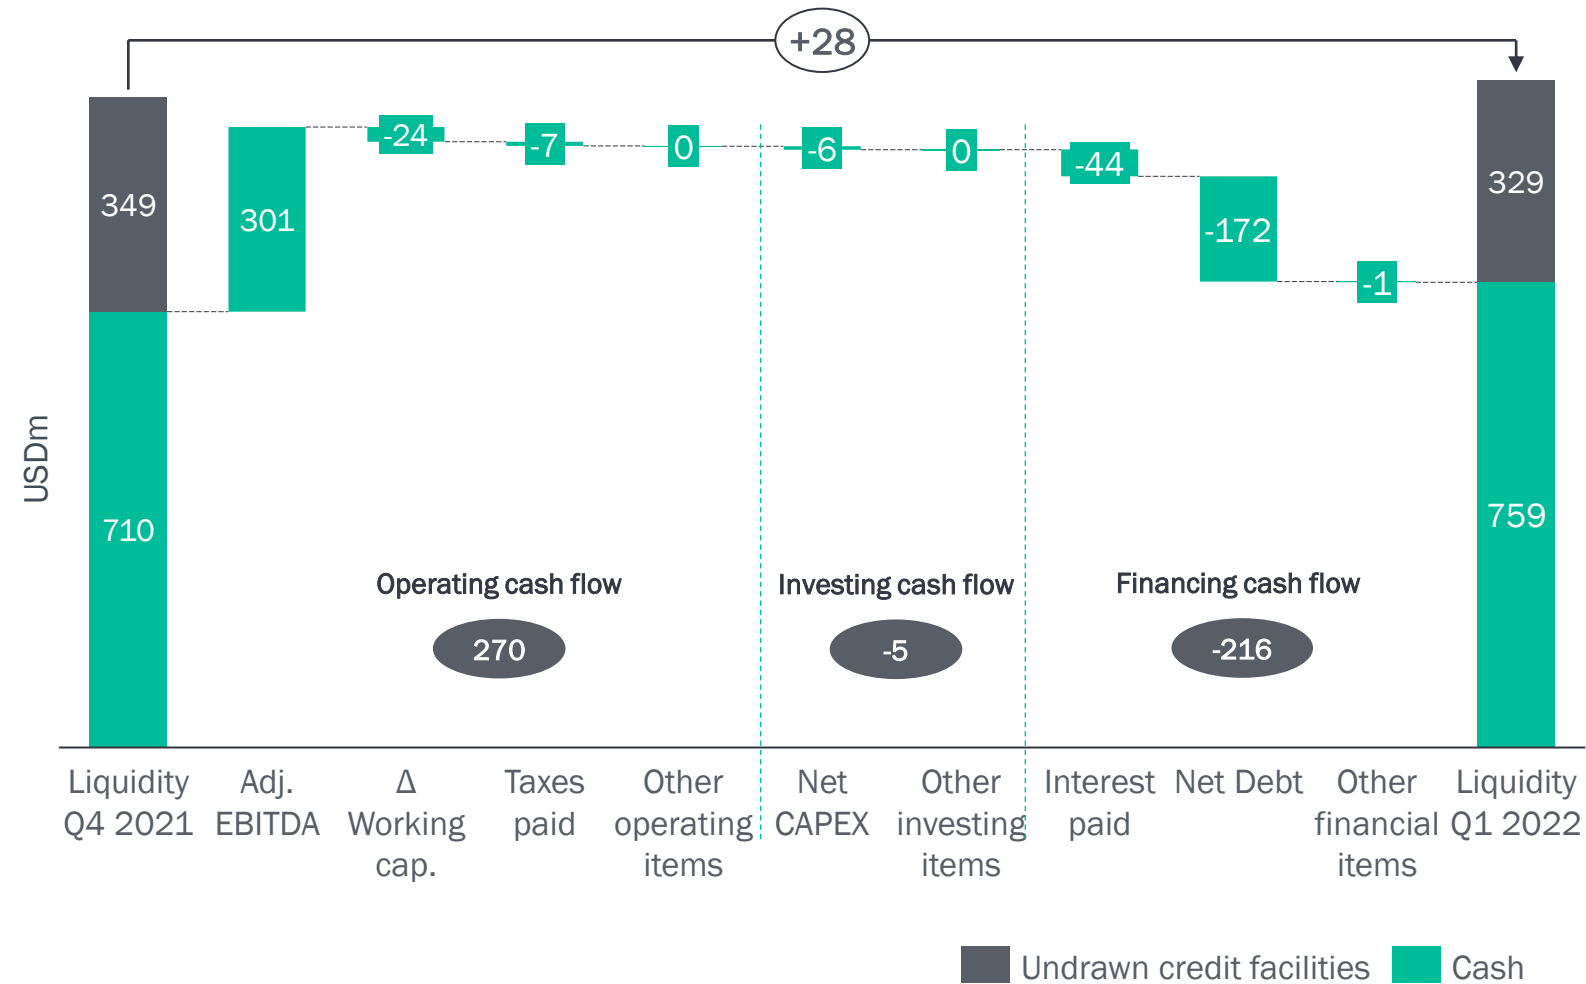 +28
349
301
-24
-7
0
-6
0
-44
-172
-1
329
USDm
710
759
Operating cash flow
270
Investing cash flow
-5
Financing cash flow
-216
Liquidity
Q4 2021
Adj.
EBITDA
Δ
Working
cap.
Taxes
paid
Other
operating
items
Net
CAPEX
Other
investing
items
Interest
paid
Net Debt
Other
financial
items
Liquidity
Q1 2022
Undrawn credit facilities
Cash